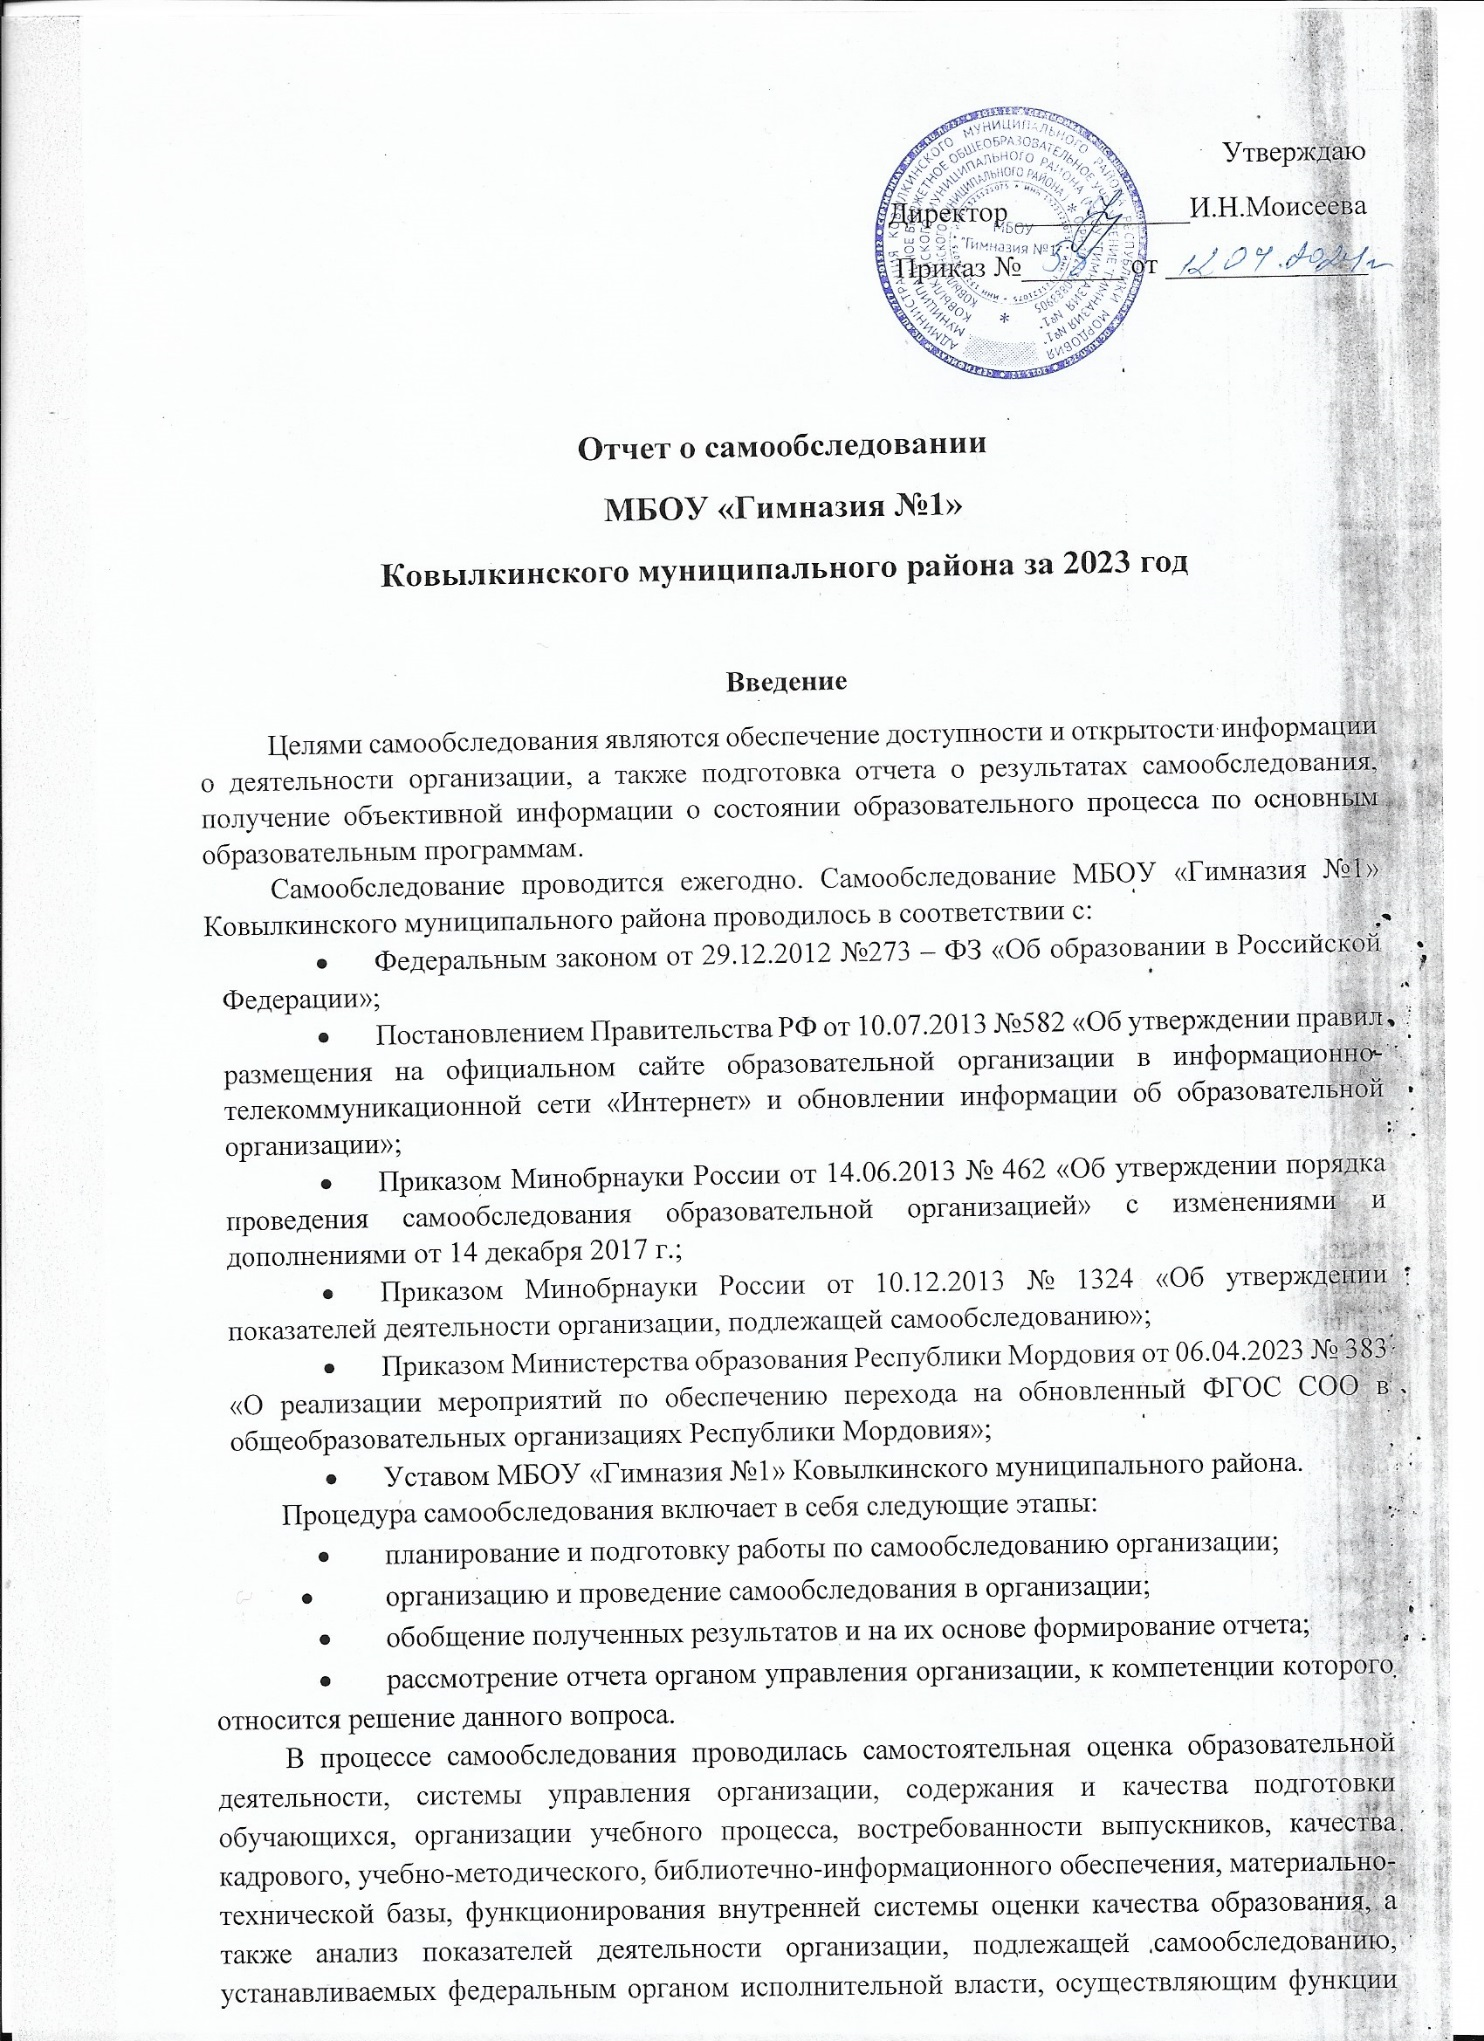 Утверждаю
Директор И.Н.Моисеева
Приказ № 38 от 12.04.2024г
МБОУ
"Гимназия №1"
Отчет о самообследовании
МБОУ «Гимназия №1»
Ковылкинского муниципального района за 2023 год
Введение
Целями самообследования являются обеспечение доступности и открытости информации
о деятельности организации, а также подготовка отчета о результатах самообследования,
получение объективной информации о состоянии образовательного процесса по основным
образовательным программам.
Самообследование проводится ежегодно. Самообследование МБОУ «Гимназия №1»
Ковылкинского муниципального района проводилось в соответствии с:
• Федеральным законом от 29.12.2012 №273 – ФЗ «Об образовании в Российской
Федерации»;
• Постановлением Правительства РФ от 10.07.2013 №582 «Об утверждении правил
размещения на официальном сайте образовательной организации в информационно-
телекоммуникационной сети «Интернет» и обновлении информации об образовательной
организации»;
• Приказом Минобрнауки России от 14.06.2013 № 462 «Об утверждении порядка
проведения самообследования образовательной организацией» с изменениями и
дополнениями от 14 декабря 2017 г.;
• Приказом Минобрнауки России от 10.12.2013 № 1324 «Об утверждении
показателей деятельности организации, подлежащей самообследованию»;
• Приказом Министерства образования Республики Мордовия от 06.04.2023 № 383
«О реализации мероприятий по обеспечению перехода на обновленный ФГОС СОО в
общеобразовательных организациях Республики Мордовия»;
• Уставом МБОУ «Гимназия №1» Ковылкинского муниципального района.
Процедура самообследования включает в себя следующие этапы:
• планирование и подготовку работы по самообследованию организации;
• организацию и проведение самообследования в организации;
• обобщение полученных результатов и на их основе формирование отчета;
• рассмотрение отчета органом управления организации, к компетенции которого
относится решение данного вопроса.
В процессе самообследования проводилась самостоятельная оценка образовательной
деятельности, системы управления организации, содержания и качества подготовки
обучающихся, организации учебного процесса, востребованности выпускников, качества
кадрового, учебно-методического, библиотечно-информационного обеспечения, материально-
технической базы, функционирования внутренней системы оценки качества образования, а
также анализ показателей деятельности организации, подлежащей самообследованию,
устанавливаемых федеральным органом исполнительной власти, осуществляющим функции